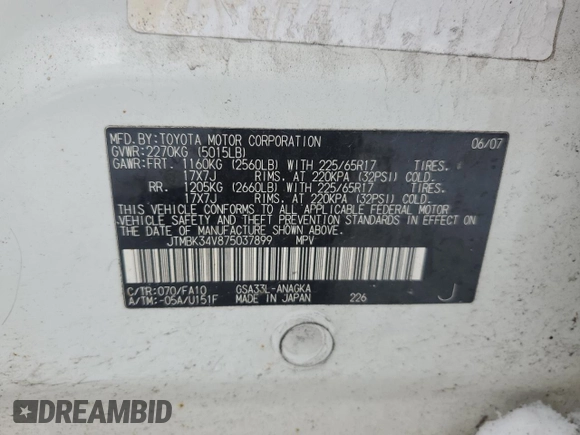 MFD.BY:TOYOTA MOTOR CORPORATION 06/07
GVWR:2270KG (5015LB)
GAWR:FRT. 1160KG (2560LB) WITH 225/65R17 TIRES.
17X7J RIMS. AT 220KPA (32PSI) COLD.
RR. 1205KG (2660LB) WITH 225/65R17 TIRES.
17X7J RIMS. AT 220KPA (32PSI) COLD.
THIS VEHICLE CONFORMS TO ALL APPLICABLE FEDERAL MOTOR
VEHICLE SAFETY AND THEFT PREVENTION STANDARDS IN EFFECT ON
THE DATE OF MANUFACTURE SHOWN ABOVE.
JTMBK34V875037899 MPV
C/TR:070/FA10 GSA33L-ANAGKA
A/TM:-05A/U151F MADE IN JAPAN 226 J
DREAMBID